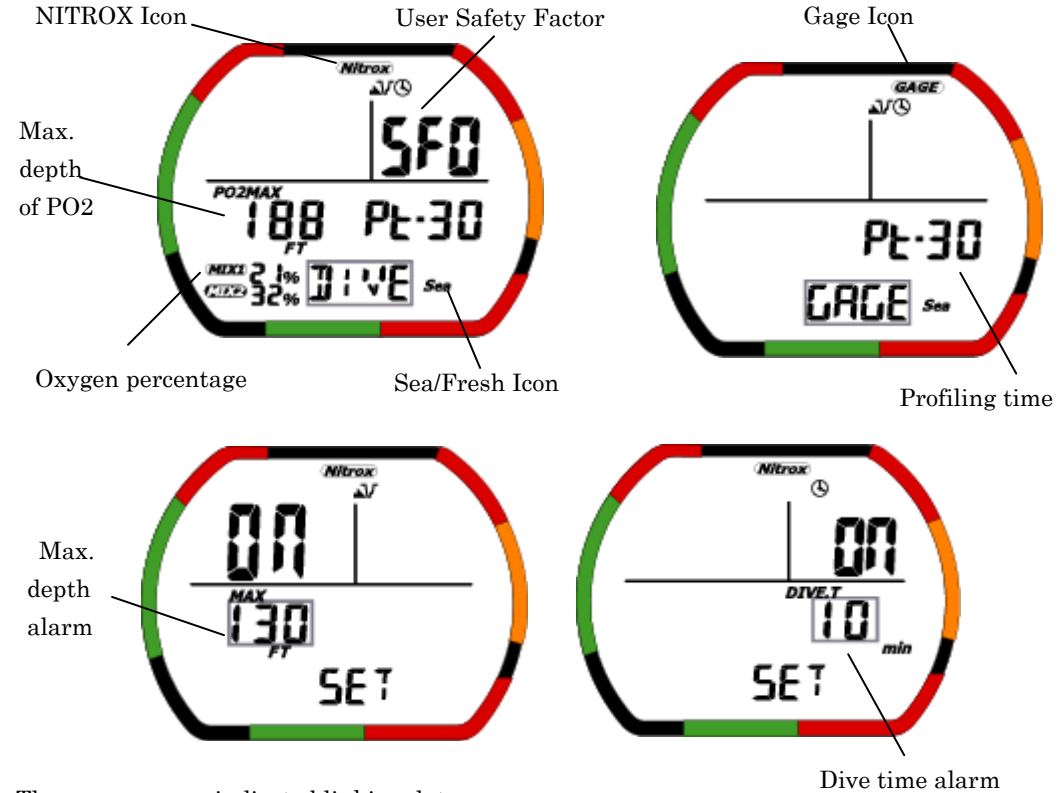 NITROX Icon
User Safety Factor
Gage Icon
Nitrox
SF0
Max.
depth
of PO2
PO2MAX
188 Pt-30
FT
MIX1 21%
MIX2 32%
DIVE Sea
Oxygen percentage
Sea/Fresh Icon
GAGE
Pt-30
GAGE Sea
Profiling time
Nitrox
ON
Max.
depth
alarm
MAX
130
FT
SET
Nitrox
ON
DIVE.T
10
min
SET
Dive time alarm